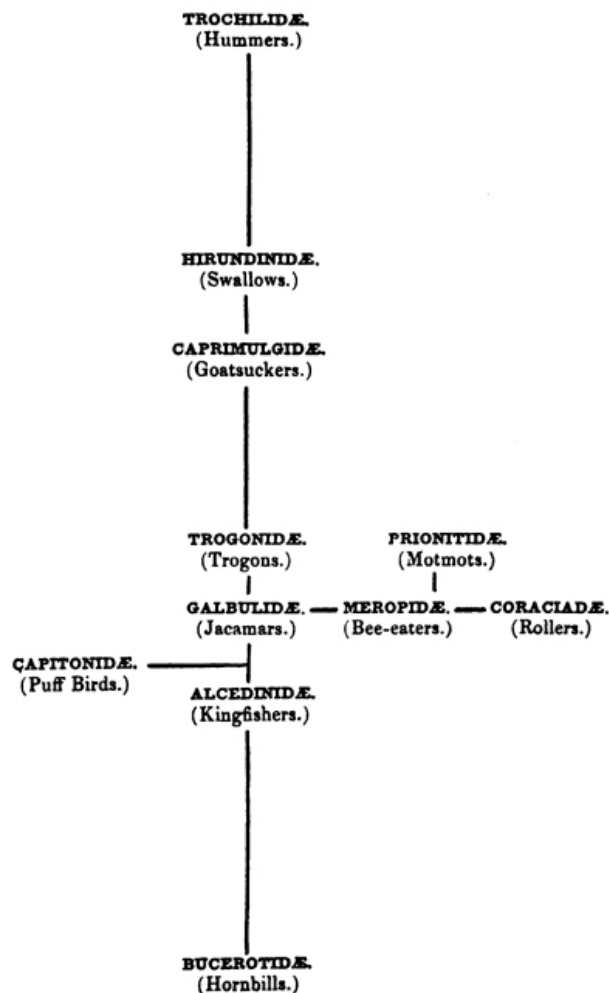 TROCHILIDÆ.
(Hummers.)
HIRUNDINIDÆ.
(Swallows.)
CAPRIMULGIDÆ.
(Goatsuckers.)
TROGONIDÆ.
(Trogons.)
PRIONITIDÆ.
(Motmots.)
GALBULIDÆ.
(Jacamars.)
MEROPIDÆ.
(Bee-eaters.)
CORACIADÆ.
(Rollers.)
CAPITONIDÆ.
(Puff Birds.)
ALCEDINIDÆ.
(Kingfishers.)
BUCEROTIDÆ.
(Hornbills.)